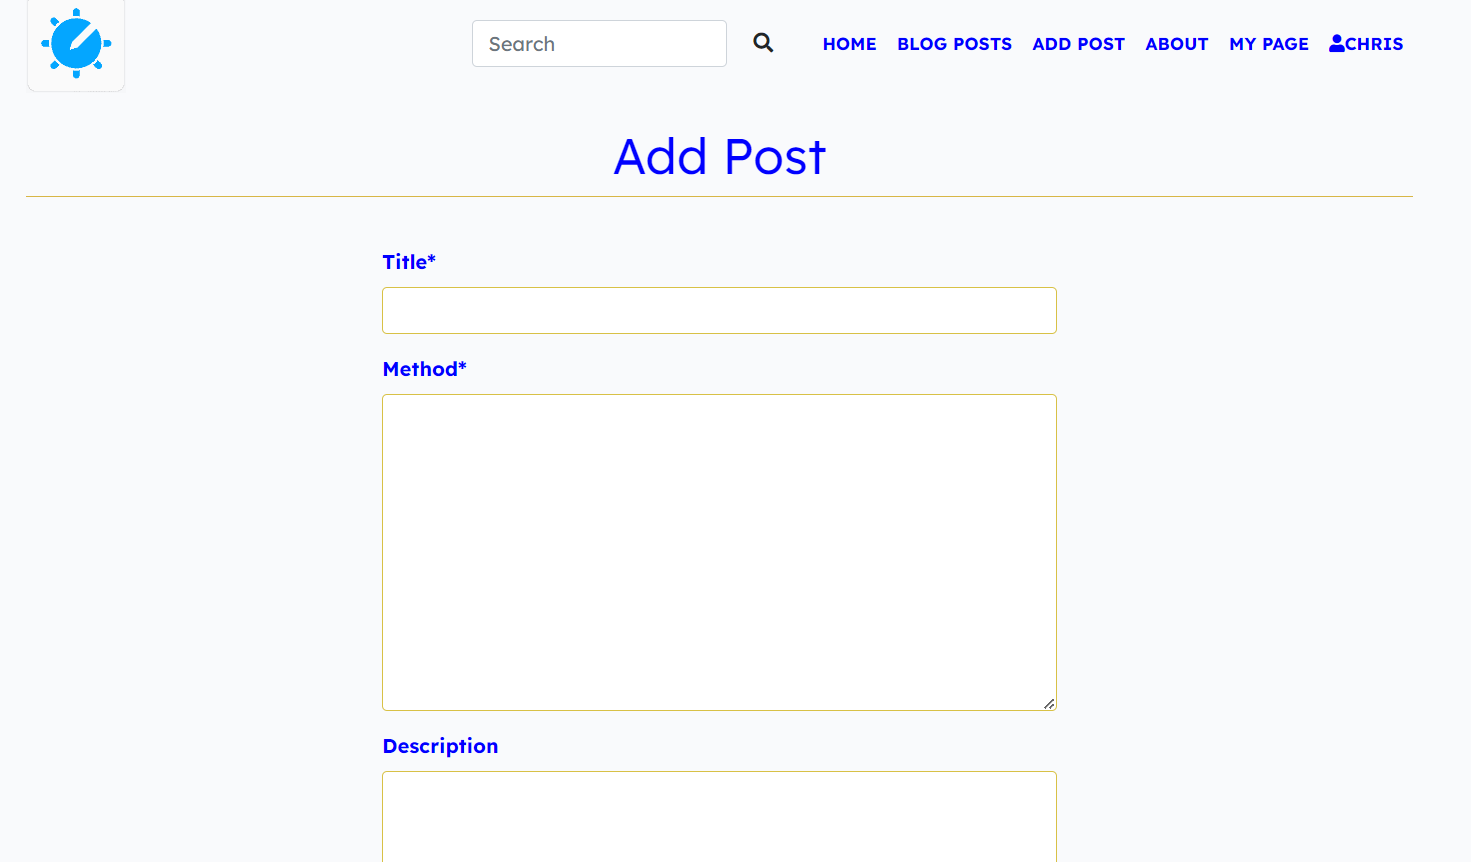 Search HOME BLOG POSTS ADD POST ABOUT MY PAGE CHRIS
Add Post
Title*
Method*
Description